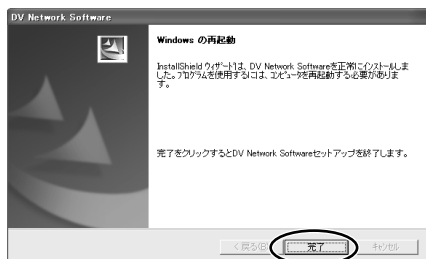 DV Network Software
Windows の再起動
InstallShield ウィザードは、DV Network Softwareを正常にインストールしま
した。プログラムを使用するには、コンピュータを再起動する必要がありま
す。
完了をクリックするとDV Network Softwareセットアップを終了します。
< 戻る(B) 完了 キャンセル